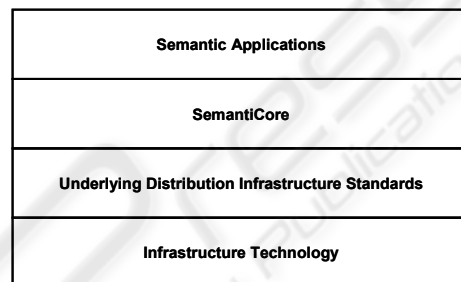 Semantic Applications
SemantiCore
Underlying Distribution Infrastructure Standards
Infrastructure Technology